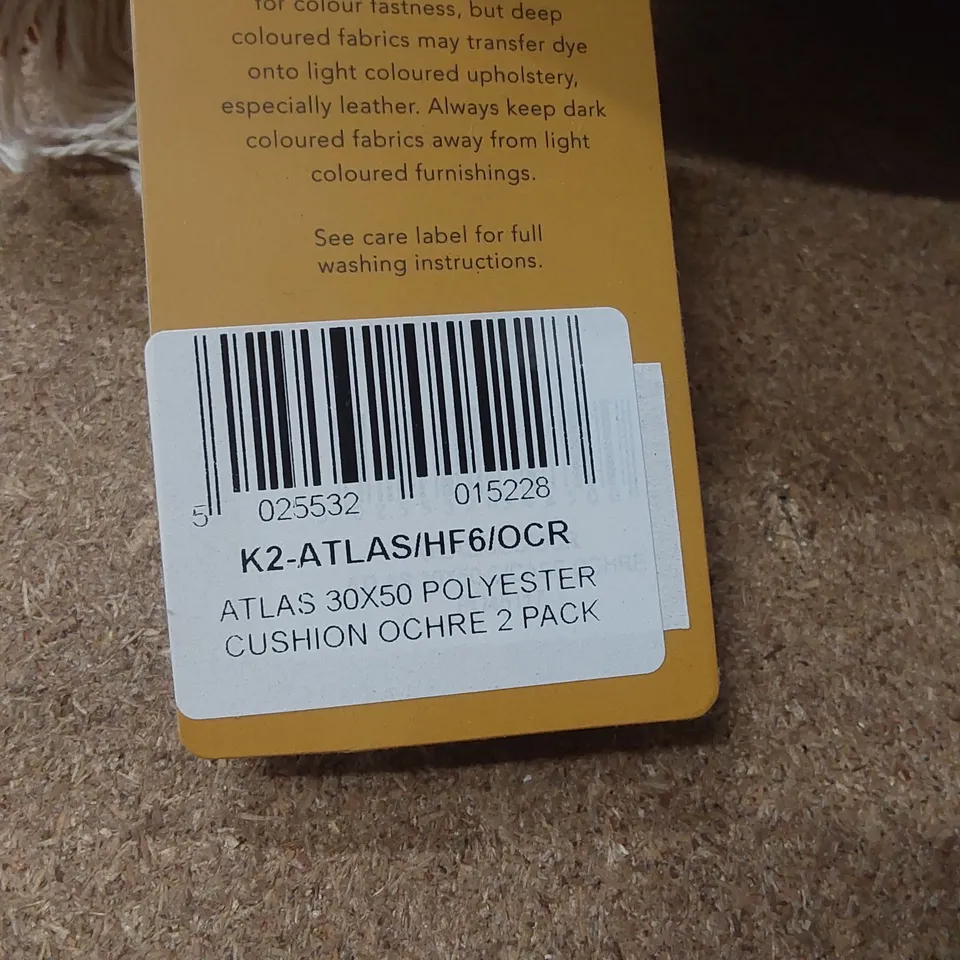 for colour fastness, but deep
coloured fabrics may transfer dye
onto light coloured upholstery,
especially leather. Always keep dark
coloured fabrics away from light
coloured furnishings.
See care label for full
washing instructions.
5 025532 015228
K2-ATLAS/HF6/OCR
ATLAS 30X50 POLYESTER
CUSHION OCHRE 2 PACK